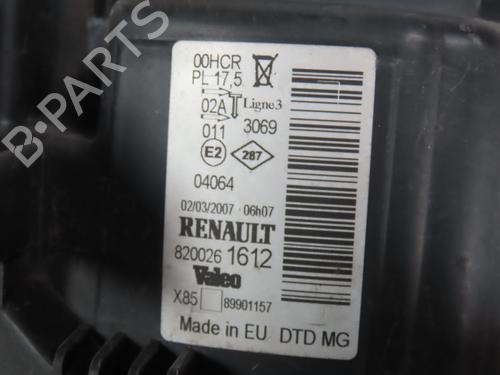 00HCR
PL 17,5
02A Ligne3
011 3069
E2 287
04064
02/03/2007 06h07
RENAULT
820026 1612
Valeo
X85 89901157
Made in EU DTD MG
B-PARTS